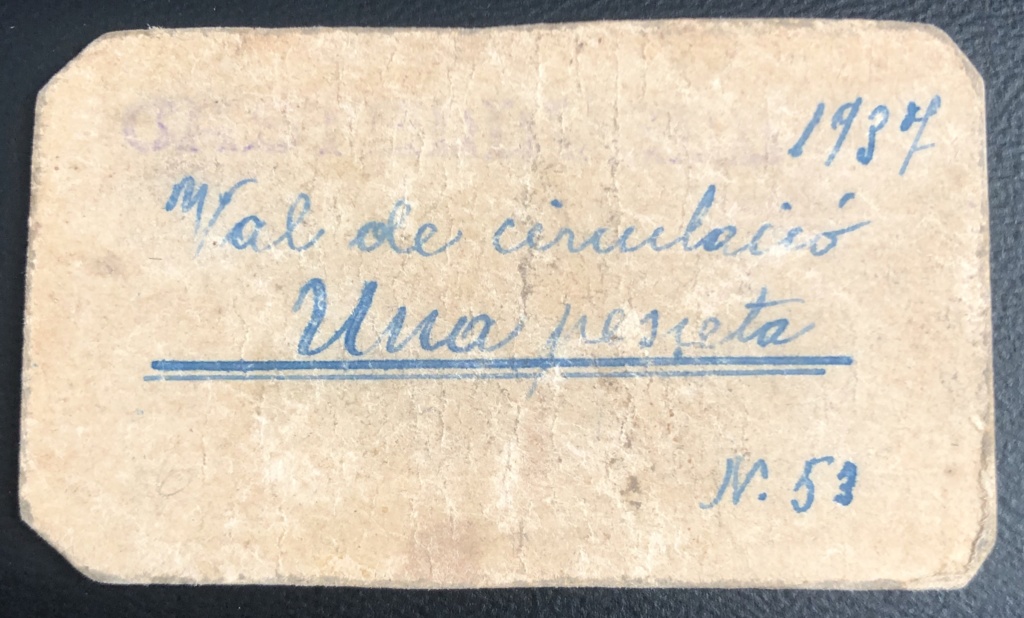 1937
Val de circulació
Una pesseta
N. 53